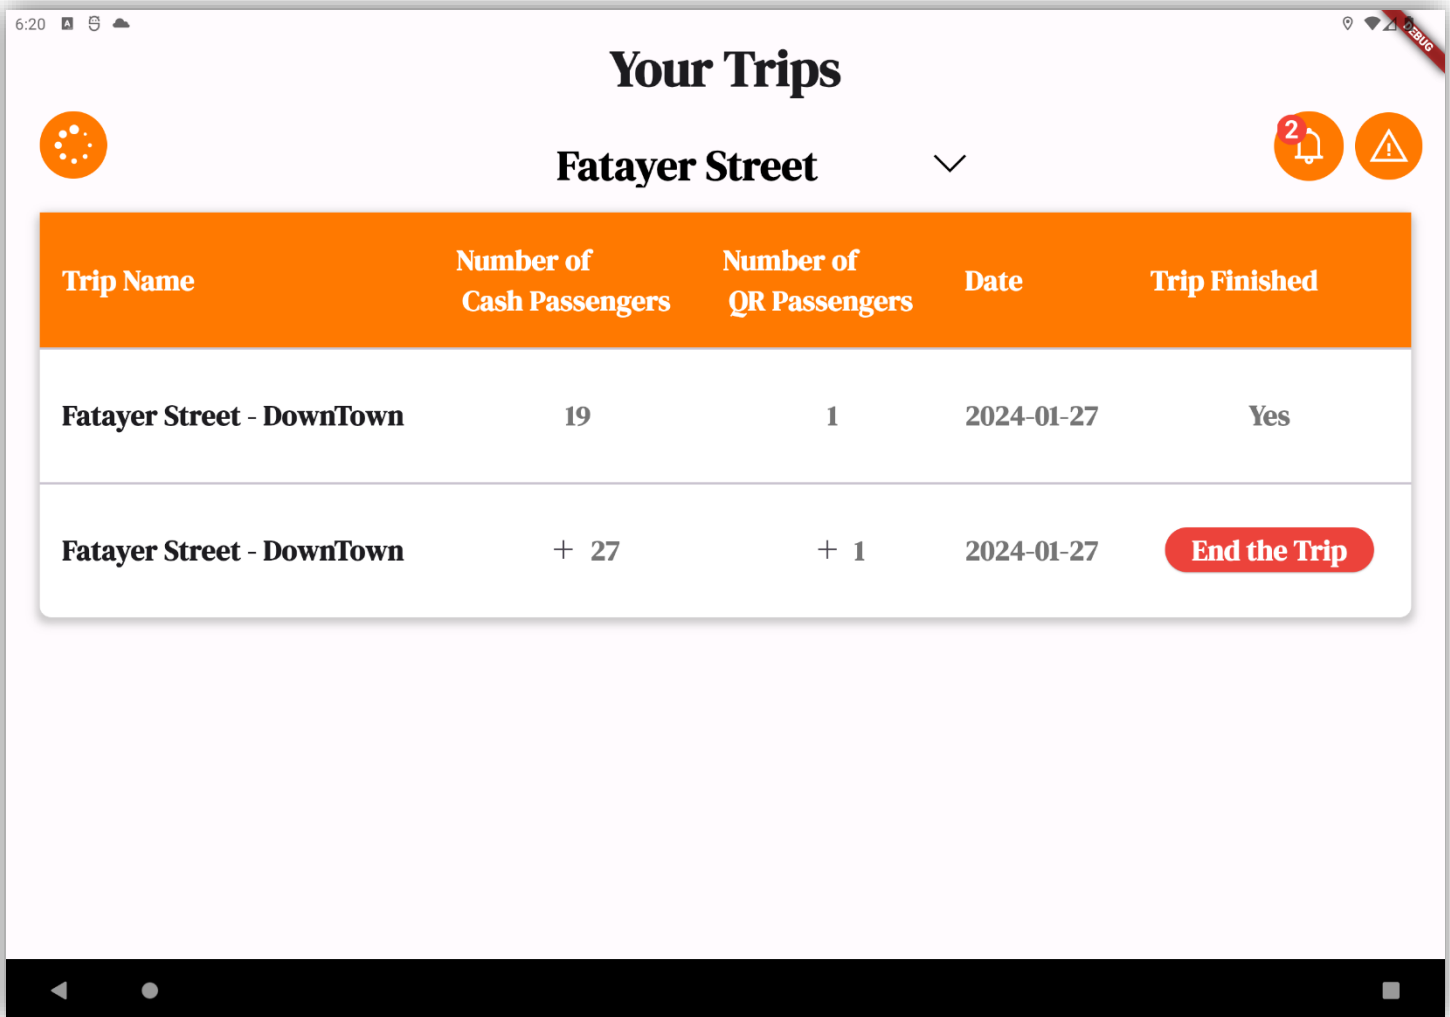 6:20
DEBUG
Your Trips
2
Fatayer Street
Trip Name
Number of
Cash Passengers
Number of
QR Passengers
Date
Trip Finished
Fatayer Street - DownTown 19 1 2024-01-27 Yes
Fatayer Street - DownTown + 27 + 1 2024-01-27 End the Trip